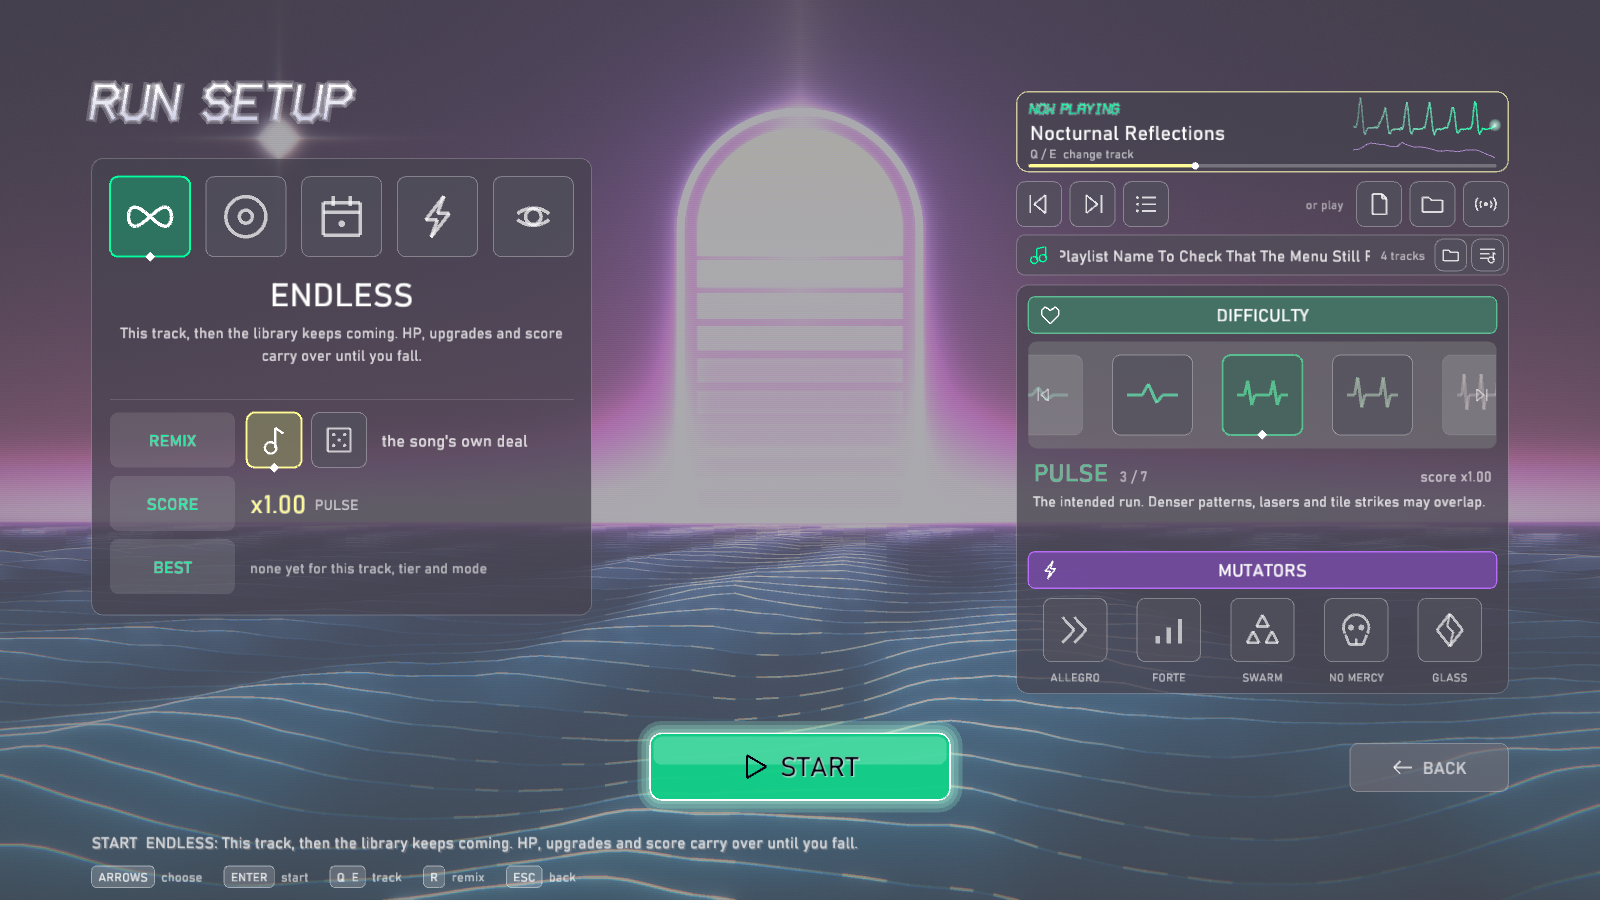 RUN SETUP
ENDLESS
This track, then the library keeps coming. HP, upgrades and score
carry over until you fall.
REMIX
the song's own deal
SCORE
x1.00 PULSE
BEST
none yet for this track, tier and mode
NOW PLAYING
Nocturnal Reflections
Q / E change track
or play
Playlist Name To Check That The Menu Still
4 tracks
DIFFICULTY
PULSE 3 / 7
score x1.00
The intended run. Denser patterns, lasers and tile strikes may overlap.
MUTATORS
ALLEGRO
FORTE
SWARM
NO MERCY
GLASS
START
BACK
START ENDLESS: This track, then the library keeps coming. HP, upgrades and score carry over until you fall.
ARROWS choose ENTER start Q E track R remix ESC back